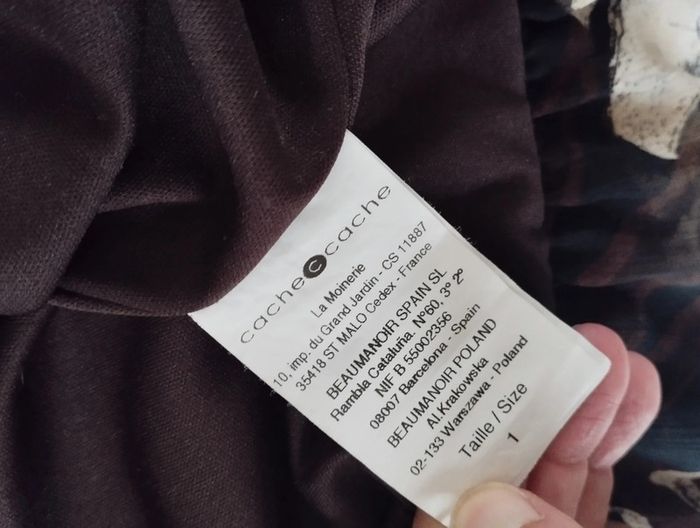 cache c cache
La Moinerie
10, imp. du Grand Jardin - CS 11887
35418 ST MALO Cedex - France
BEAUMANOIR SPAIN SL
Rambla Cataluña. Nº60, 3º 2º
NIF B 55002356
08007 Barcelona - Spain
BEAUMANOIR POLAND
Al.Krakowska
02-133 Warszawa - Poland
Taille / Size
1